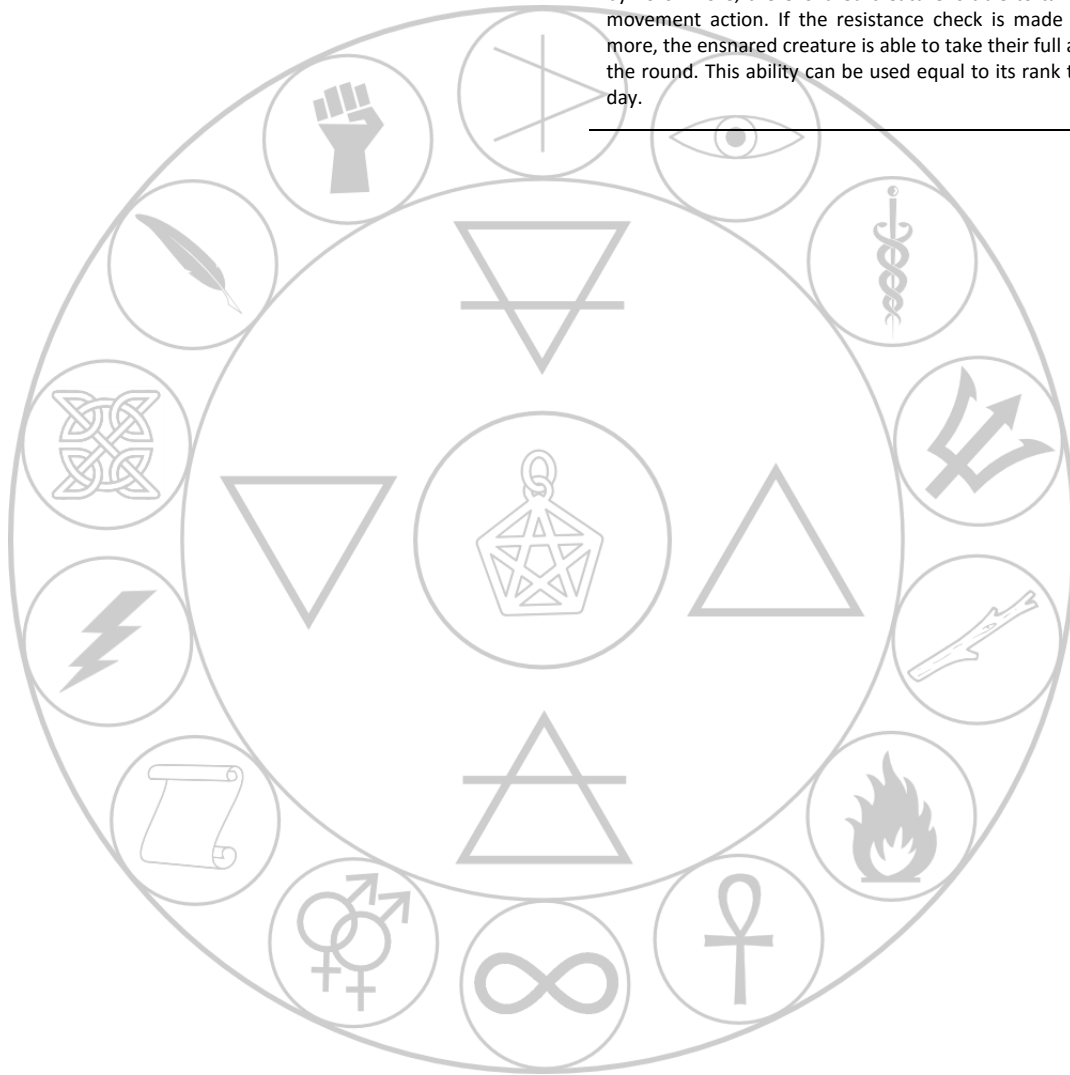 movement action. If the resistance check is made
more, the ensnared creature is able to take their full
the round. This ability can be used equal to its rank
day.